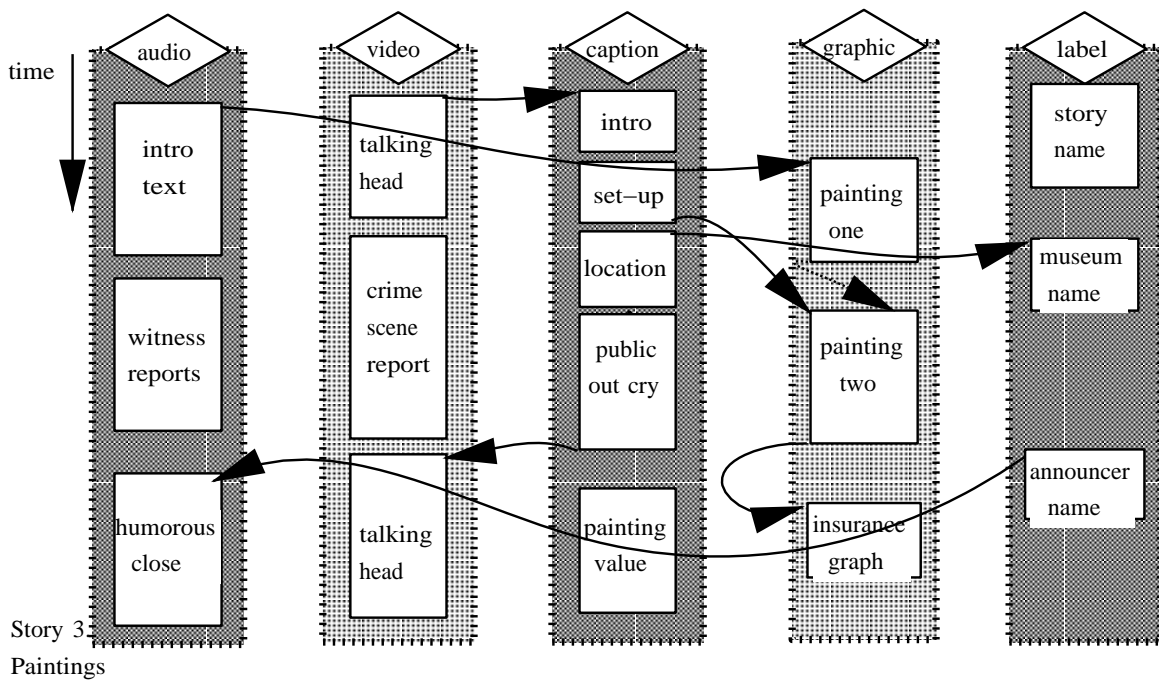 audio
video
caption
graphic
label
time
intro
text
witness
reports
humorous
close
talking
head
crime
scene
report
talking
head
intro
set−up
location
public
out cry
painting
value
painting
one
painting
two
insurance
graph
story
name
museum
name
announcer
name
Story 3.
Paintings